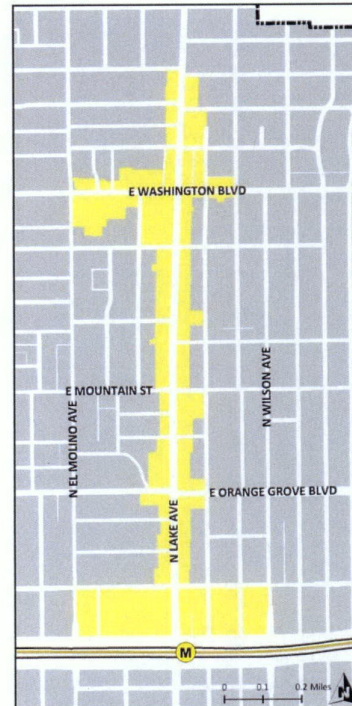 E WASHINGTON BLVD
E MOUNTAIN ST
N EL MOLINO AVE
N WILSON AVE
E ORANGE GROVE BLVD
N LAKE AVE
M
0 0.1 0.2 Miles
N